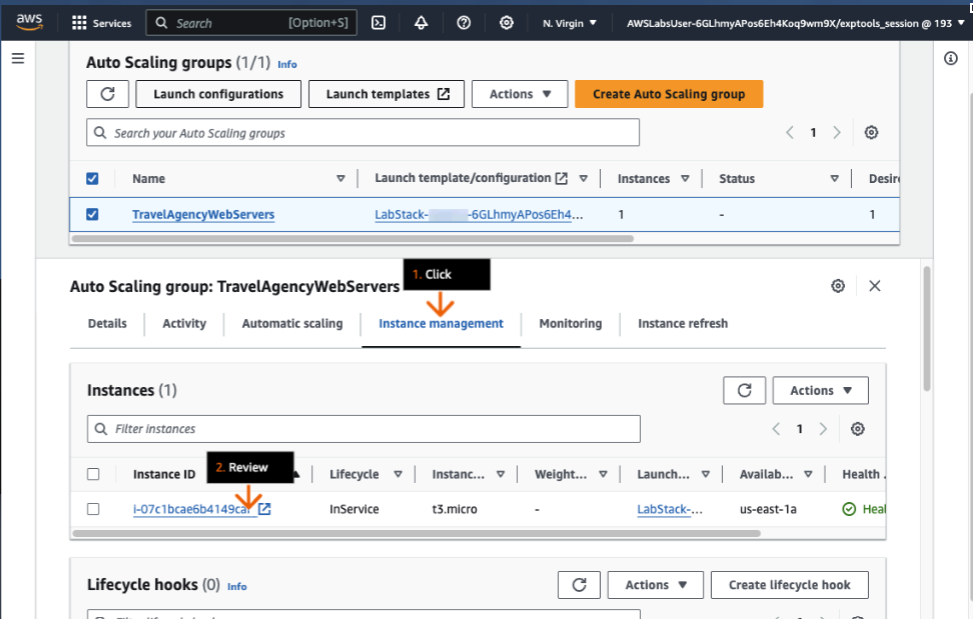 aws Services Search [Option+S] N. Virgin AWSLabsUser-6GLhmyAPos6Eh4Koq9wm9X/exptools_session @ 193
Auto Scaling groups (1/1) Info
Launch configurations Launch templates Actions Create Auto Scaling group
Search your Auto Scaling groups 1
Name Launch template/configuration Instances Status Desire
TravelAgencyWebServers LabStack- -6GLhmyAPos6Eh4... 1 - 1
1. Click
Auto Scaling group: TravelAgencyWebServers
Details Activity Automatic scaling Instance management Monitoring Instance refresh
Instances (1) Actions
Filter instances 1
2. Review
Instance ID Lifecycle Instanc... Weight... Launch... Availab... Health
InService t3.micro - LabStack-... us-east-1a Heal
Lifecycle hooks (0) Info Actions Create lifecycle hook